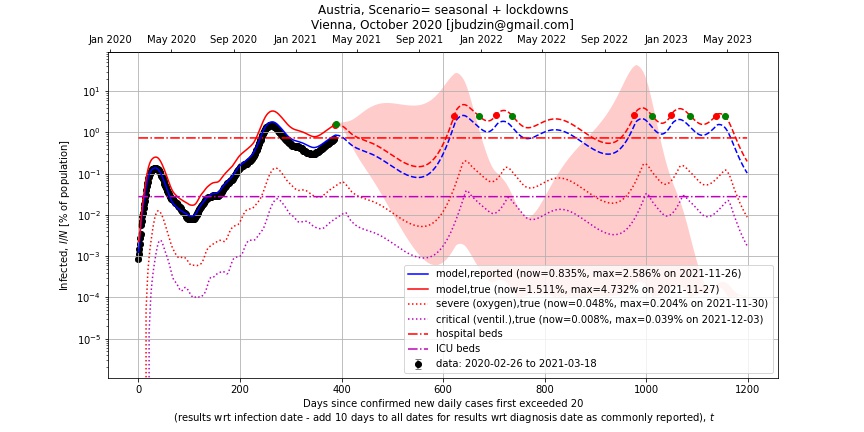 Austria, Scenario= seasonal + lockdowns
Vienna, October 2020 [jbudzin@gmail.com]
Jan 2020 May 2020 Sep 2020 Jan 2021 May 2021 Sep 2021 Jan 2022 May 2022 Sep 2022 Jan 2023 May 2023
Infected, I/N [% of population]
10¹
10⁰
10⁻¹
10⁻²
10⁻³
10⁻⁴
10⁻⁵
model,reported (now=0.835%, max=2.586% on 2021-11-26)
model,true (now=1.511%, max=4.732% on 2021-11-27)
severe (oxygen),true (now=0.048%, max=0.204% on 2021-11-30)
critical (ventil.),true (now=0.008%, max=0.039% on 2021-12-03)
hospital beds
ICU beds
data: 2020-02-26 to 2021-03-18
0 200 400 600 800 1000 1200
Days since confirmed new daily cases first exceeded 20
(results wrt infection date - add 10 days to all dates for results wrt diagnosis date as commonly reported), t